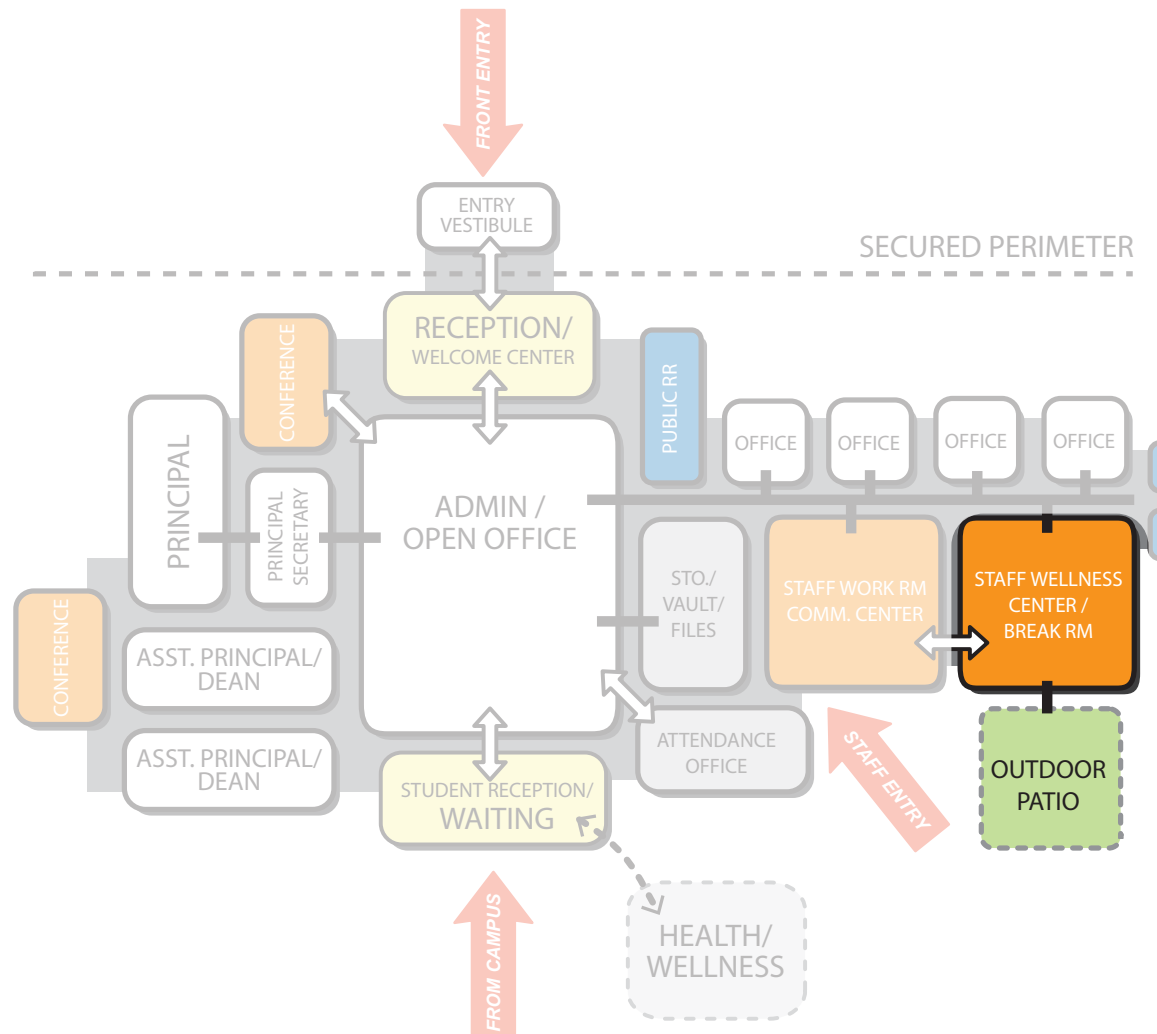 FRONT ENTRY
ENTRY
VESTIBULE
SECURED PERIMETER
RECEPTION/
WELCOME CENTER
CONFERENCE
PUBLIC RR
OFFICE
OFFICE
OFFICE
OFFICE
PRINCIPAL
PRINCIPAL
SECRETARY
ADMIN /
OPEN OFFICE
STO./
VAULT/
FILES
STAFF WORK RM
COMM. CENTER
STAFF WELLNESS
CENTER /
BREAK RM
CONFERENCE
ASST. PRINCIPAL/
DEAN
ASST. PRINCIPAL/
DEAN
ATTENDANCE
OFFICE
STAFF ENTRY
OUTDOOR
PATIO
STUDENT RECEPTION/
WAITING
FROM CAMPUS
HEALTH/
WELLNESS